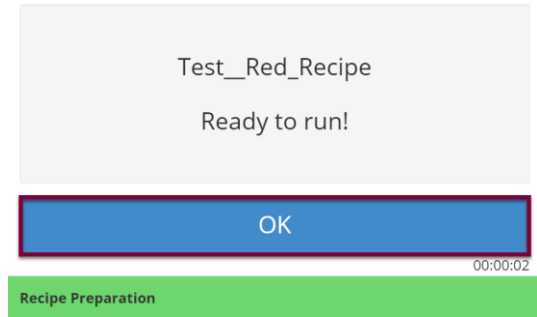 Test__Red_Recipe
Ready to run!
OK
00:00:02
Recipe Preparation